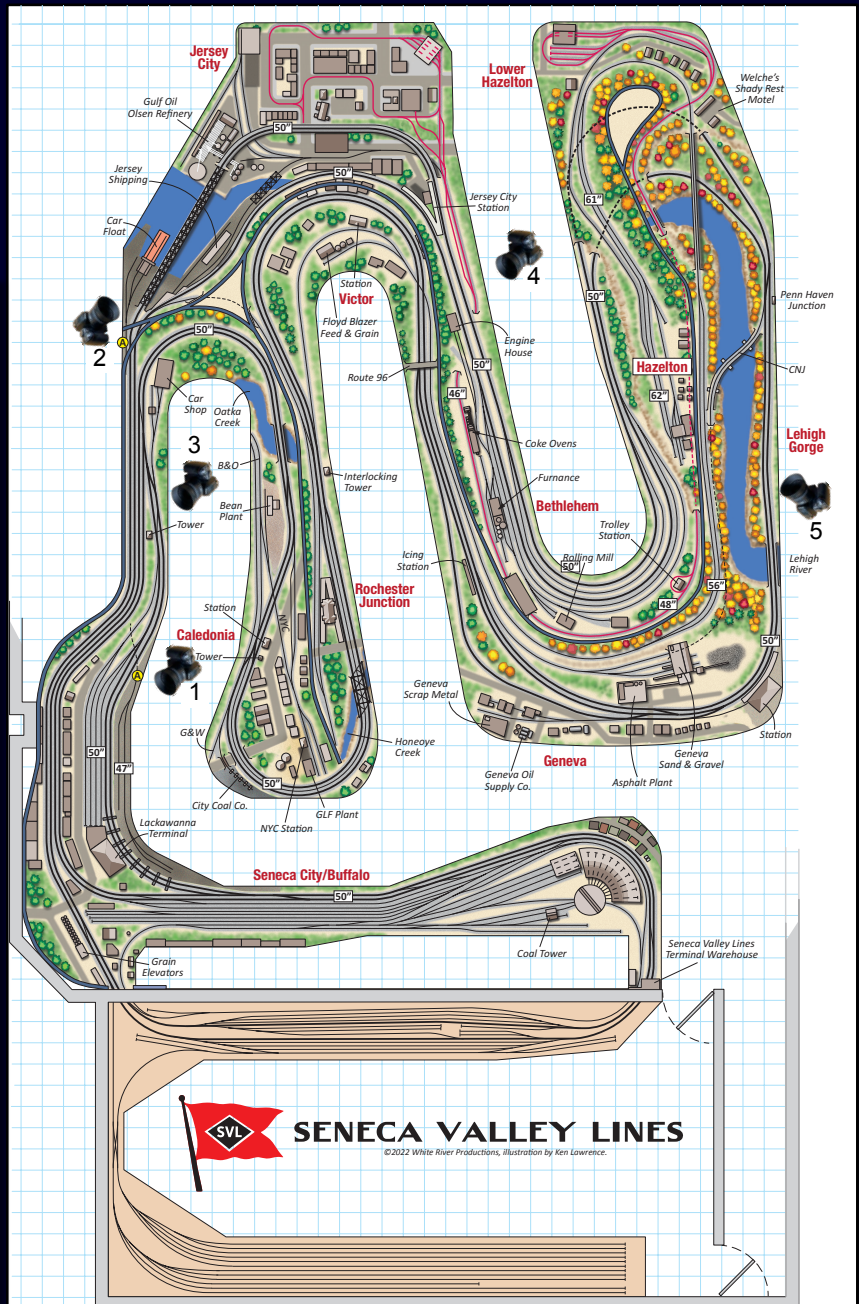 Jersey
City
Lower
Hazelton
Welche's
Shady Rest
Motel
Gulf Oil
Olsen Refinery
50"
50"
Jersey
Shipping
Jersey City
Station
61"
Car
Float
4
Station
Victor
Floyd Blazer
Feed & Grain
50"
Penn Haven
Junction
2
A
50"
Engine
House
50"
Route 96
CNJ
Hazelton
46"
62"
Car
Shop
Oatka
Creek
3
Coke Ovens
Lehigh
Gorge
B&O
Interlocking
Tower
Furnance
5
Bean
Plant
Bethlehem
Tower
Trolley
Station
Icing
Station
Rolling Mill
50"
Lehigh
River
56"
Rochester
Junction
48"
Station
NYC
Caledonia
Tower
50"
A
1
Geneva
Scrap Metal
G&W
Honeoye
Creek
Station
50"
47"
Geneva
Geneva
Sand & Gravel
Geneva Oil
Supply Co.
Asphalt Plant
50"
City Coal Co.
GLF Plant
NYC Station
Lackawanna
Terminal
Seneca City/Buffalo
50"
Coal Tower
Seneca Valley Lines
Terminal Warehouse
Grain
Elevators
SVL
SENECA VALLEY LINES
©2022 White River Productions, illustration by Ken Lawrence.